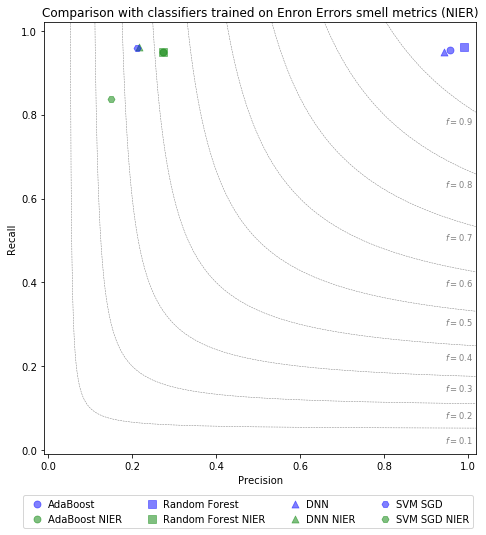 Comparison with classifiers trained on Enron Errors smell metrics (NIER)
1.0
0.8
0.6
0.4
0.2
0.0
Recall
f = 0.9
f = 0.8
f = 0.7
f = 0.6
f = 0.5
f = 0.4
f = 0.3
f = 0.2
f = 0.1
0.0 0.2 0.4 0.6 0.8 1.0
Precision
AdaBoost Random Forest DNN SVM SGD
AdaBoost NIER Random Forest NIER DNN NIER SVM SGD NIER